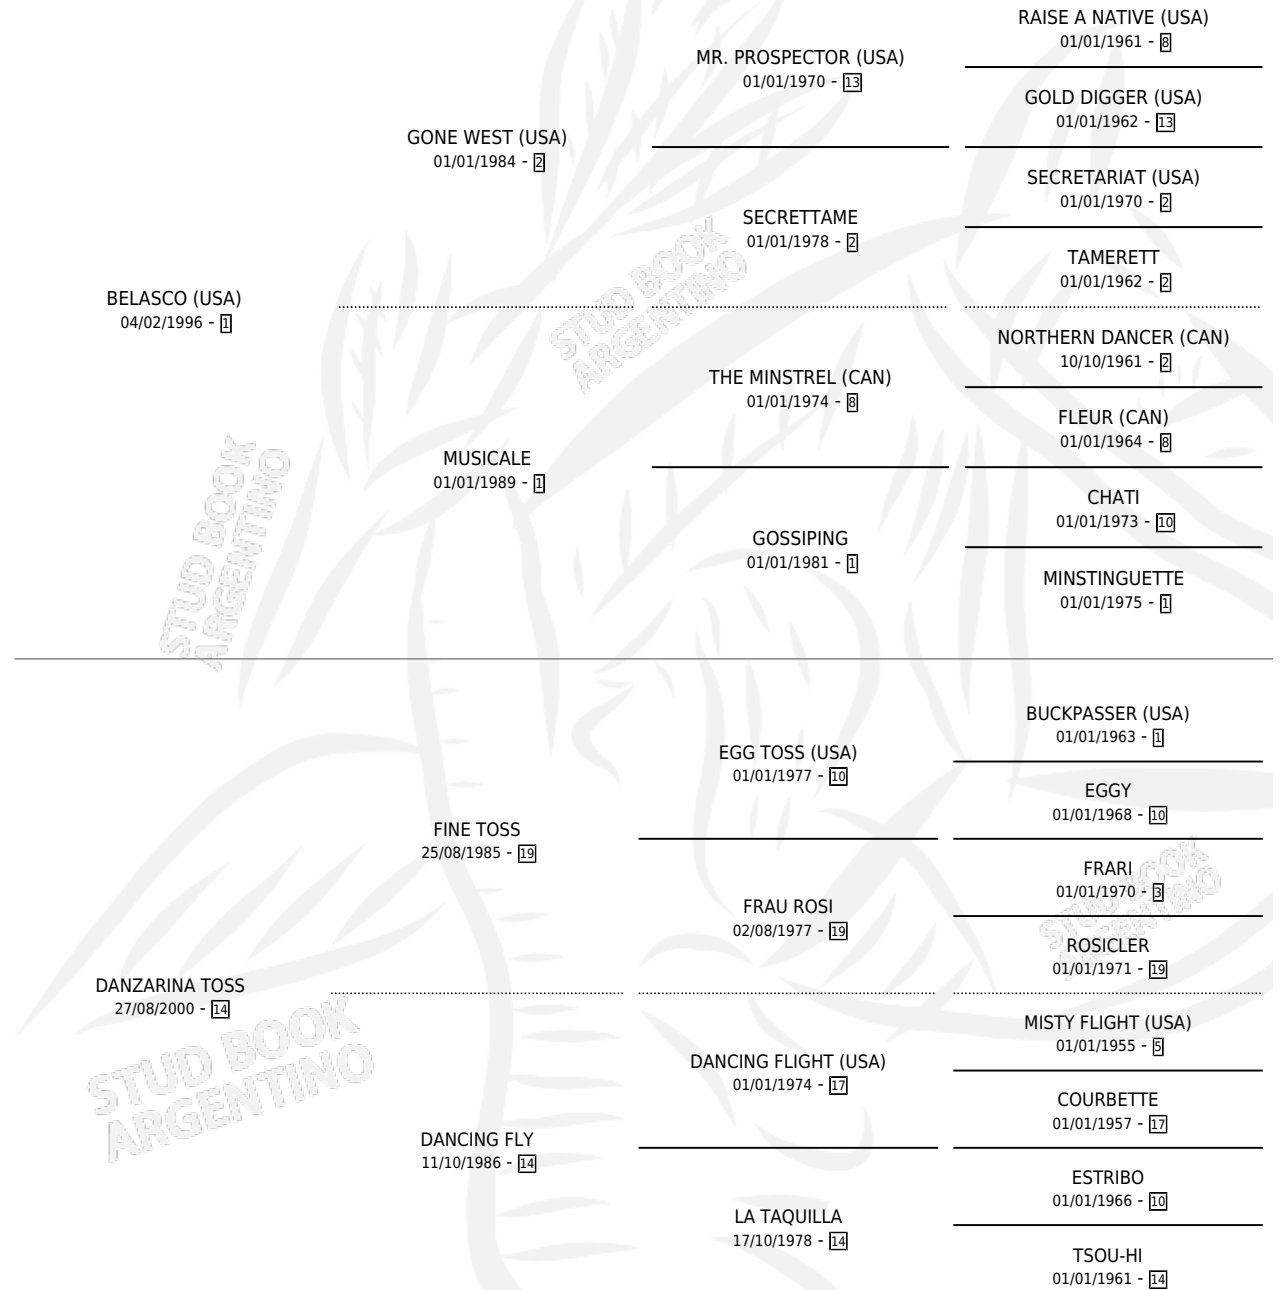 RAISE A NATIVE (USA)
01/01/1961 - 8
MR. PROSPECTOR (USA)
01/01/1970 - 13
GOLD DIGGER (USA)
01/01/1962 - 13
GONE WEST (USA)
01/01/1984 - 2
SECRETARIAT (USA)
01/01/1970 - 2
SECRETTAME
01/01/1978 - 2
TAMERETT
01/01/1962 - 2
BELASCO (USA)
04/02/1996 - 1
NORTHERN DANCER (CAN)
10/10/1961 - 2
THE MINSTREL (CAN)
01/01/1974 - 8
FLEUR (CAN)
01/01/1964 - 8
MUSICALE
01/01/1989 - 1
CHATI
01/01/1973 - 10
GOSSIPING
01/01/1981 - 1
MINSTINGUETTE
01/01/1975 - 1
BUCKPASSER (USA)
01/01/1963 - 1
EGG TOSS (USA)
01/01/1977 - 10
EGGY
01/01/1968 - 10
FINE TOSS
25/08/1985 - 19
FRARI
01/01/1970 - 3
FRAU ROSI
02/08/1977 - 19
ROSICLER
01/01/1971 - 19
DANZARINA TOSS
27/08/2000 - 14
MISTY FLIGHT (USA)
01/01/1955 - 5
DANCING FLIGHT (USA)
01/01/1974 - 17
COURBETTE
01/01/1957 - 17
DANCING FLY
11/10/1986 - 14
ESTRIBO
01/01/1966 - 10
LA TAQUILLA
17/10/1978 - 14
TSOU-HI
01/01/1961 - 14
STUD BOOK
ARGENTINO
STUD BOOK
ARGENTINO
STUD BOOK
ARGENTINO
STUD BOOK
ARGENTINO